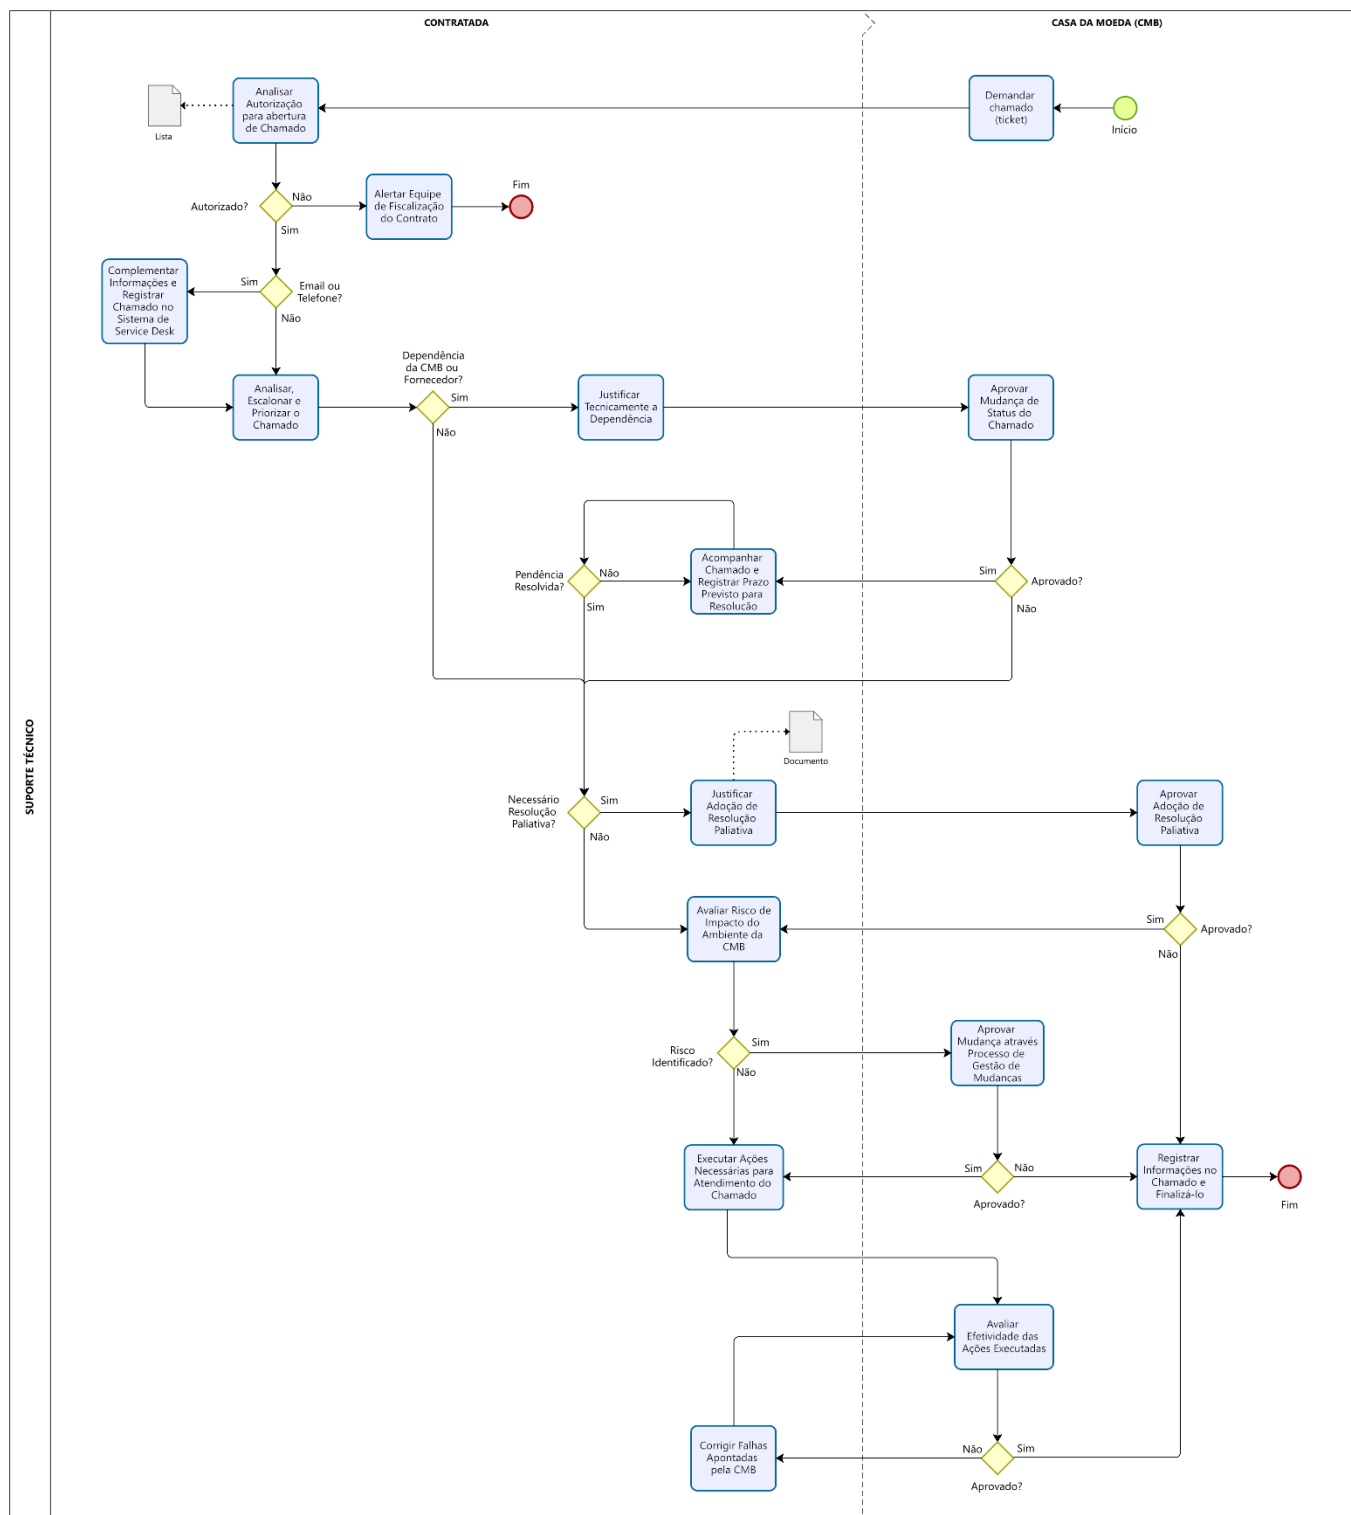 CONTRATADA
CASA DA MOEDA (CMB)
SUPORTE TÉCNICO
Início
Demandar
chamado
(ticket)
Analisar
Autorização
para abertura
de Chamado
Lista
Autorizado?
Não
Sim
Alertar Equipe
de Fiscalização
do Contrato
Fim
Email ou
Telefone?
Sim
Não
Complementar
Informações e
Registrar
Chamado no
Sistema de
Service Desk
Analisar,
Escalonar e
Priorizar o
Chamado
Dependência
da CMB ou
Fornecedor?
Sim
Não
Justificar
Tecnicamente a
Dependência
Aprovar
Mudança de
Status do
Chamado
Aprovado?
Sim
Não
Acompanhar
Chamado e
Registrar Prazo
Previsto para
Resolução
Pendência
Resolvida?
Não
Sim
Necessário
Resolução
Paliativa?
Sim
Não
Justificar
Adoção de
Resolução
Paliativa
Documento
Aprovar
Adoção de
Resolução
Paliativa
Aprovado?
Sim
Não
Avaliar Risco de
Impacto do
Ambiente da
CMB
Risco
Identificado?
Sim
Não
Aprovar
Mudança através
Processo de
Gestão de
Mudanças
Aprovado?
Sim
Não
Executar Ações
Necessárias para
Atendimento do
Chamado
Registrar
Informações no
Chamado e
Finalizá-lo
Fim
Avaliar
Efetividade das
Ações Executadas
Aprovado?
Não
Sim
Corrigir Falhas
Apontadas
pela CMB